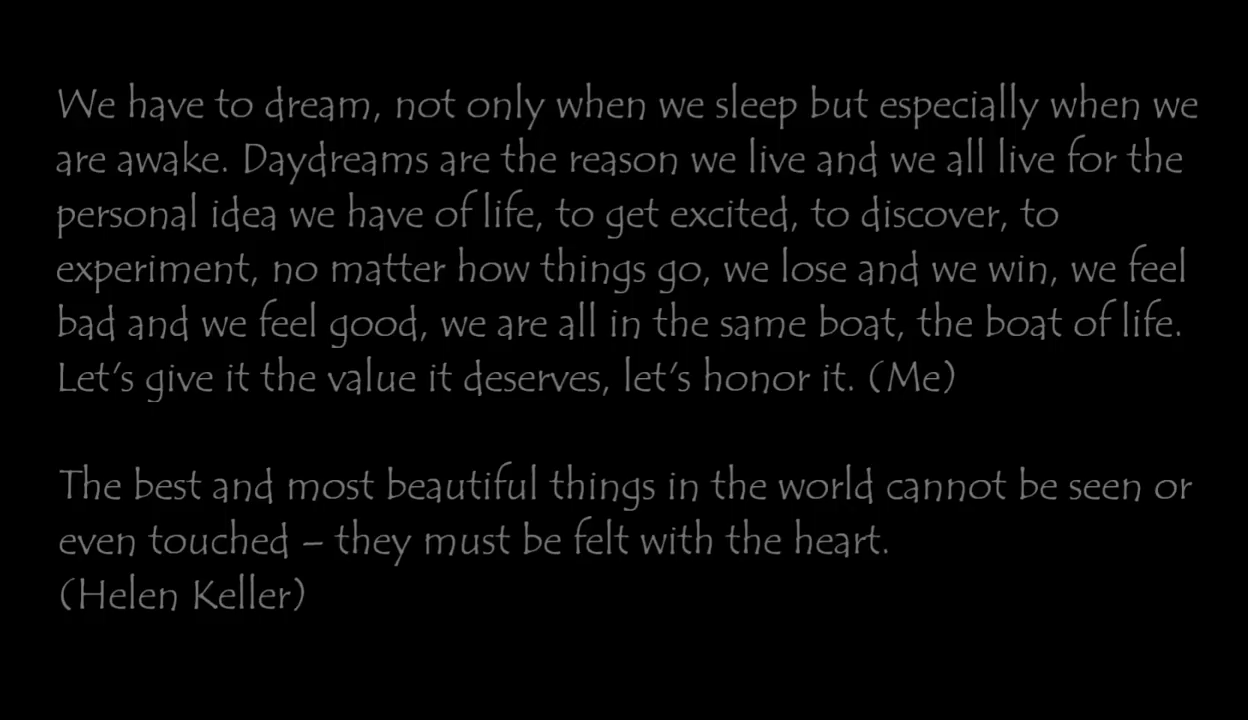 We have to dream, not only when we sleep but especially when we
are awake. Daydreams are the reason we live and we all live for the
personal idea we have of life, to get excited, to discover, to
experiment, no matter how things go, we lose and we win, we feel
bad and we feel good, we are all in the same boat, the boat of life.
Let's give it the value it deserves, let's honor it. (Me)
The best and most beautiful things in the world cannot be seen or
even touched – they must be felt with the heart.
(Helen Keller)